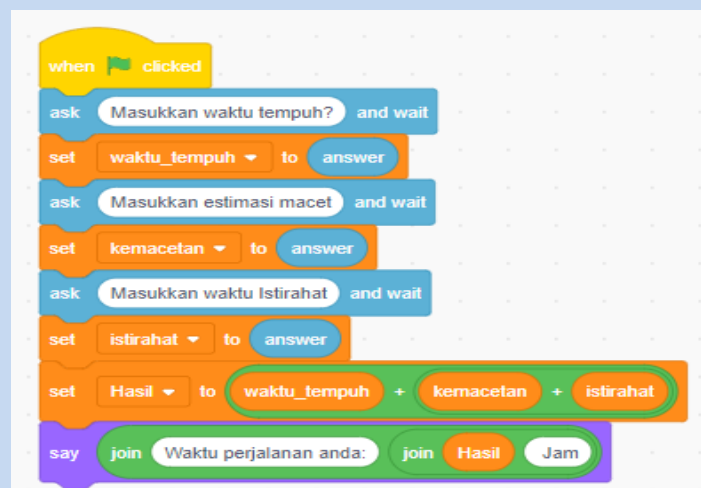 when clicked
ask Masukkan waktu tempuh? and wait
set waktu_tempuh to answer
ask Masukkan estimasi macet and wait
set kemacetan to answer
ask Masukkan waktu Istirahat and wait
set istirahat to answer
set Hasil to waktu_tempuh + kemacetan + istirahat
say join Waktu perjalanan anda: join Hasil Jam